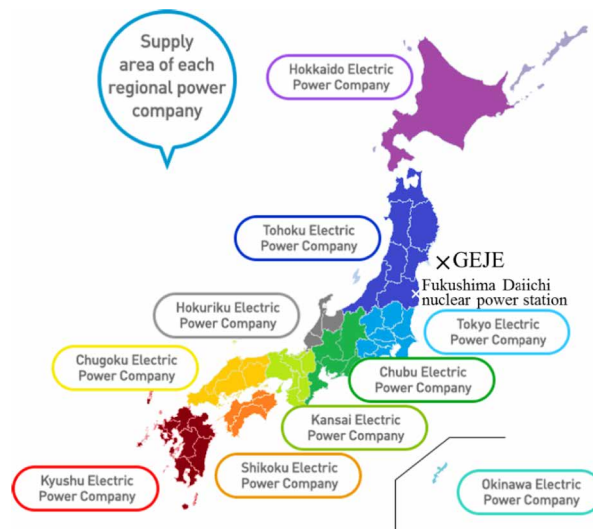 Supply
area of each
regional power
company
Hokkaido Electric
Power Company
Tohoku Electric
Power Company
×GEJE
×Fukushima Daiichi
nuclear power station
Hokuriku Electric
Power Company
Tokyo Electric
Power Company
Chugoku Electric
Power Company
Chubu Electric
Power Company
Kansai Electric
Power Company
Shikoku Electric
Power Company
Kyushu Electric
Power Company
Okinawa Electric
Power Company